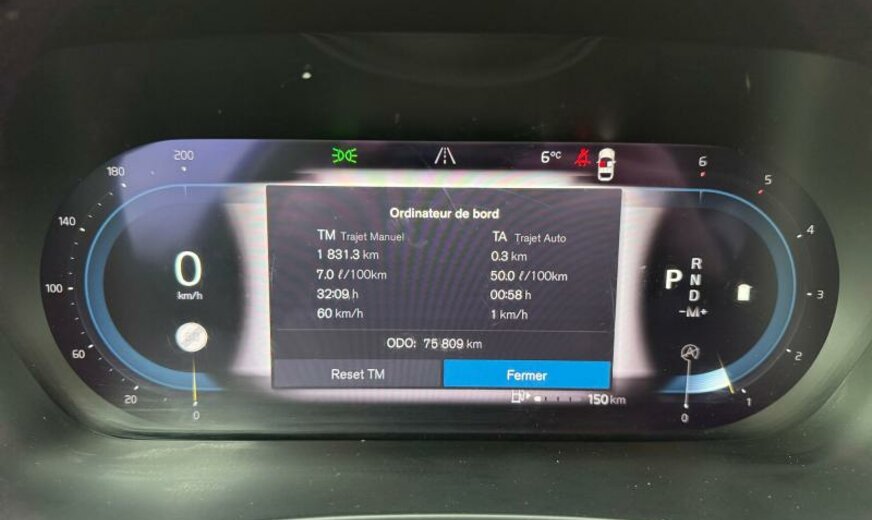 200
180
140
100
60
20
0
6°C
6
5
4
3
2
1
0
0
km/h
Ordinateur de bord
TM Trajet Manuel
1 831.3 km
7.0 ℓ/100km
32:09 h
60 km/h
TA Trajet Auto
0.3 km
50.0 ℓ/100km
00:58 h
1 km/h
ODO: 75 809 km
Reset TM
Fermer
P
R
N
D
-M+
150 km